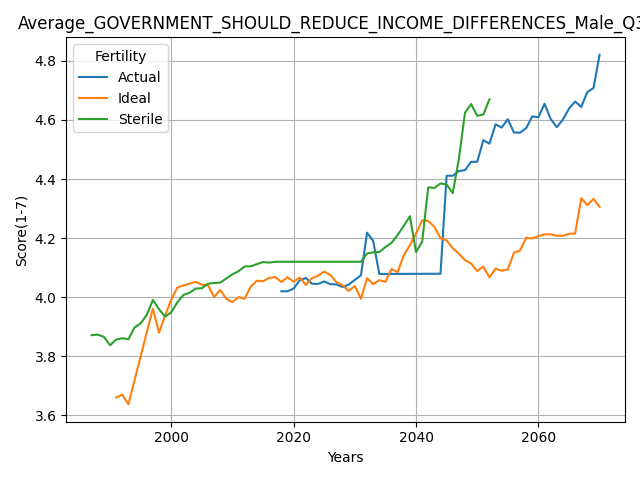 Average_GOVERNMENT_SHOULD_REDUCE_INCOME_DIFFERENCES_Male_Q3
Fertility
Actual
Ideal
Sterile
Score(1-7)
4.8
4.6
4.4
4.2
4.0
3.8
3.6
2000 2020 2040 2060
Years